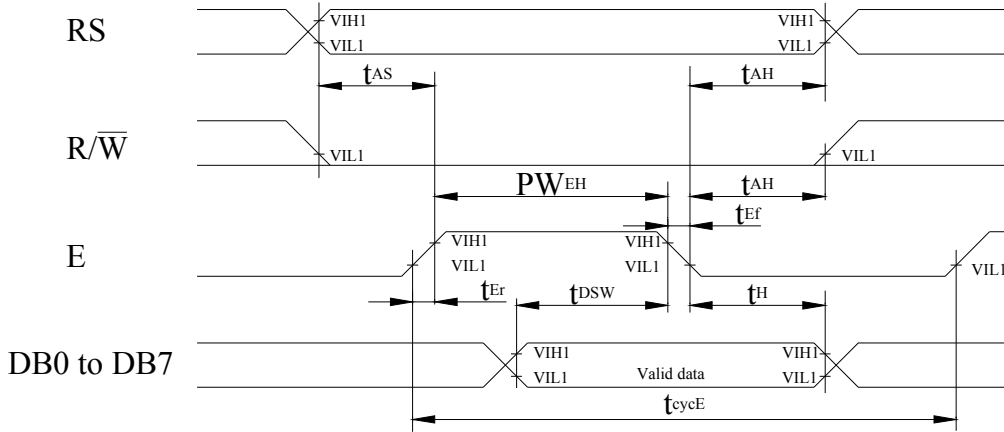 RS VIH1 VIH1
VIL1 VIL1
tAS tAH
R/W̅ VIL1 VIL1
PWEH tAH
tEf
E VIH1 VIH1
VIL1 VIL1 VIL1
tEr tDSW tH
DB0 to DB7 VIH1 VIH1
VIL1 Valid data VIL1
tcycE